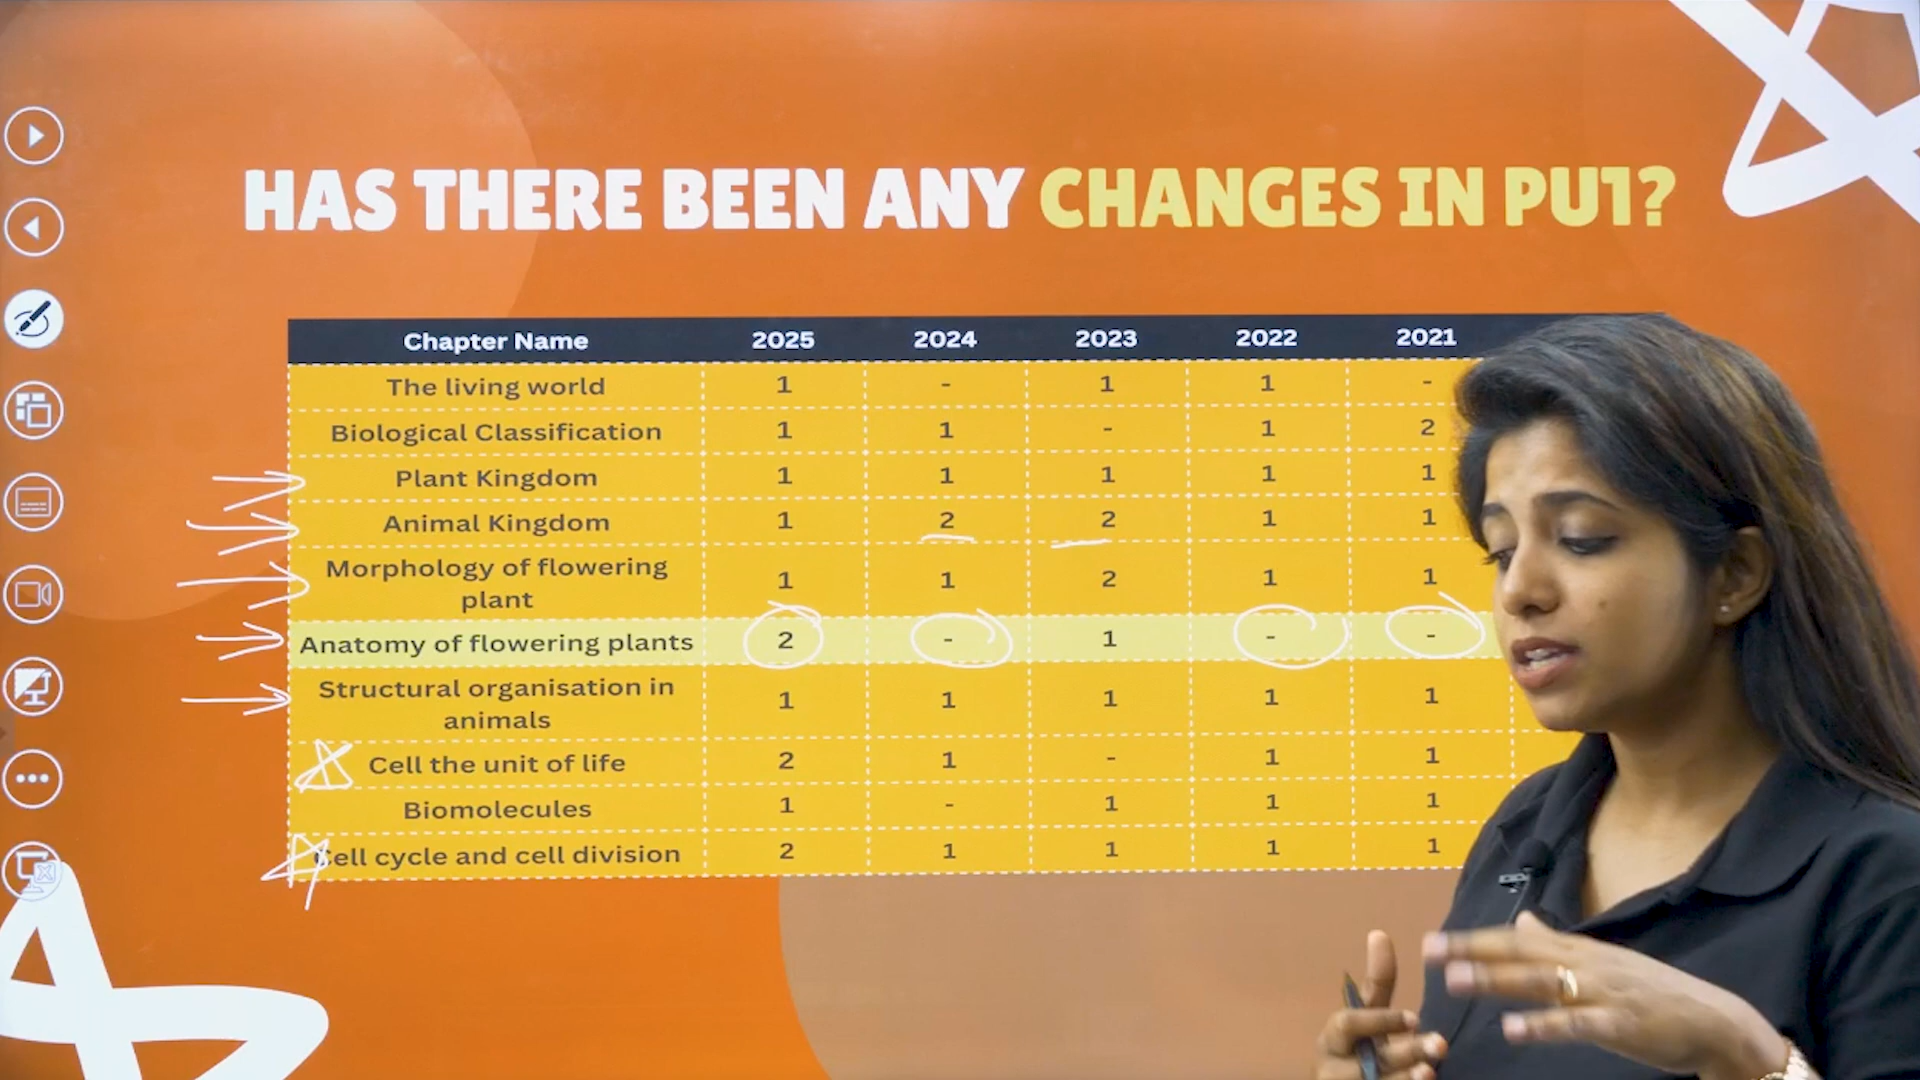 HAS THERE BEEN ANY CHANGES IN PU1?
Chapter Name 2025 2024 2023 2022 2021
The living world 1 - 1 1 -
Biological Classification 1 1 - 1 2
Plant Kingdom 1 1 1 1 1
Animal Kingdom 1 2 2 1 1
Morphology of flowering
plant 1 1 2 1 1
Anatomy of flowering plants 2 - 1 - -
Structural organisation in
animals 1 1 1 1 1
Cell the unit of life 2 1 - 1 1
Biomolecules 1 - 1 1 1
Cell cycle and cell division 2 1 1 1 1